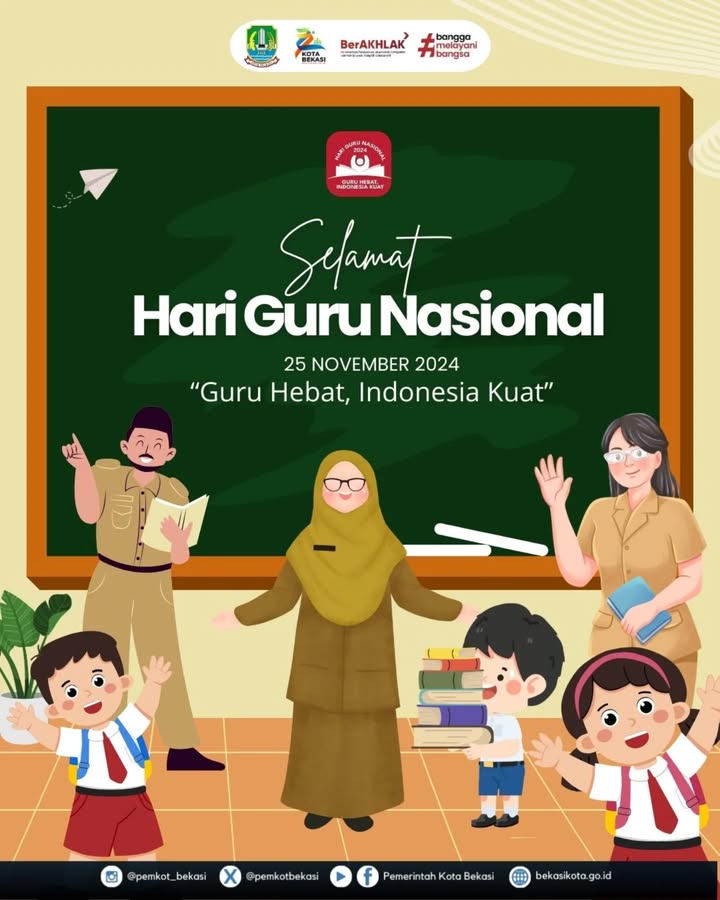 KOTA
BEKASI
BerAKHLAK
#bangga
melayani
bangsa
HARI GURU NASIONAL
2024
GURU HEBAT,
INDONESIA KUAT
Selamat
Hari Guru Nasional
25 NOVEMBER 2024
“Guru Hebat, Indonesia Kuat”
@pemkot_bekasi @pemkotbekasi Pemerintah Kota Bekasi bekasikota.go.id